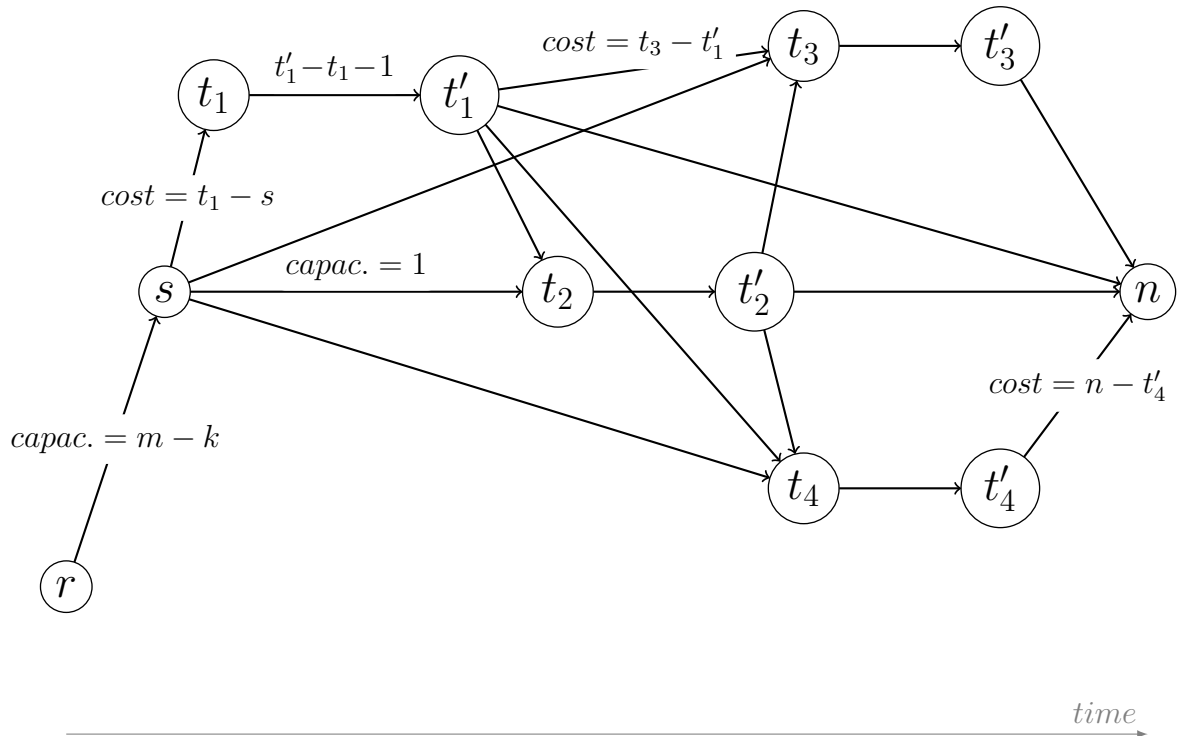 t₃
t′₃
cost = t₃ − t′₁
t′₁−t₁−1
t₁
t′₁
cost = t₁ − s
capac. = 1
s
t₂
t′₂
n
cost = n − t′₄
capac. = m − k
t₄
t′₄
r
time